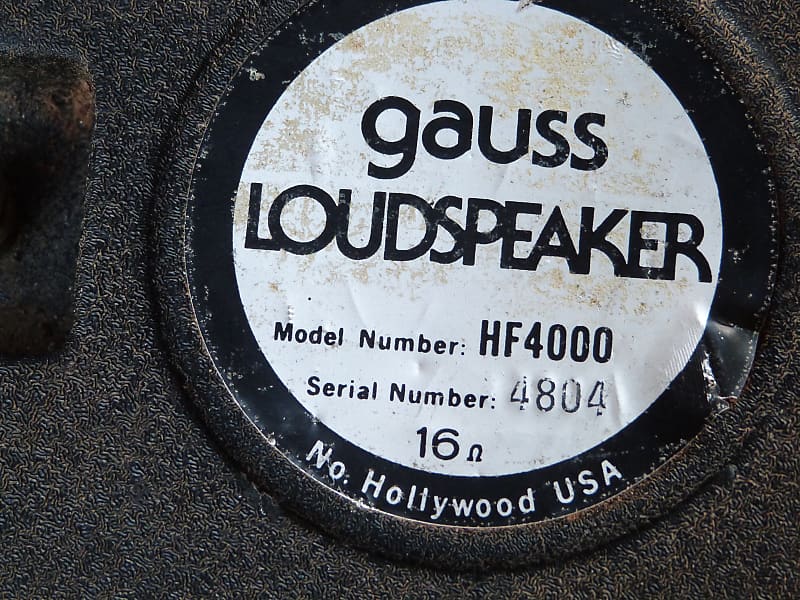 gauss
LOUDSPEAKER
Model Number: HF4000
Serial Number: 4804
16Ω
No. Hollywood USA